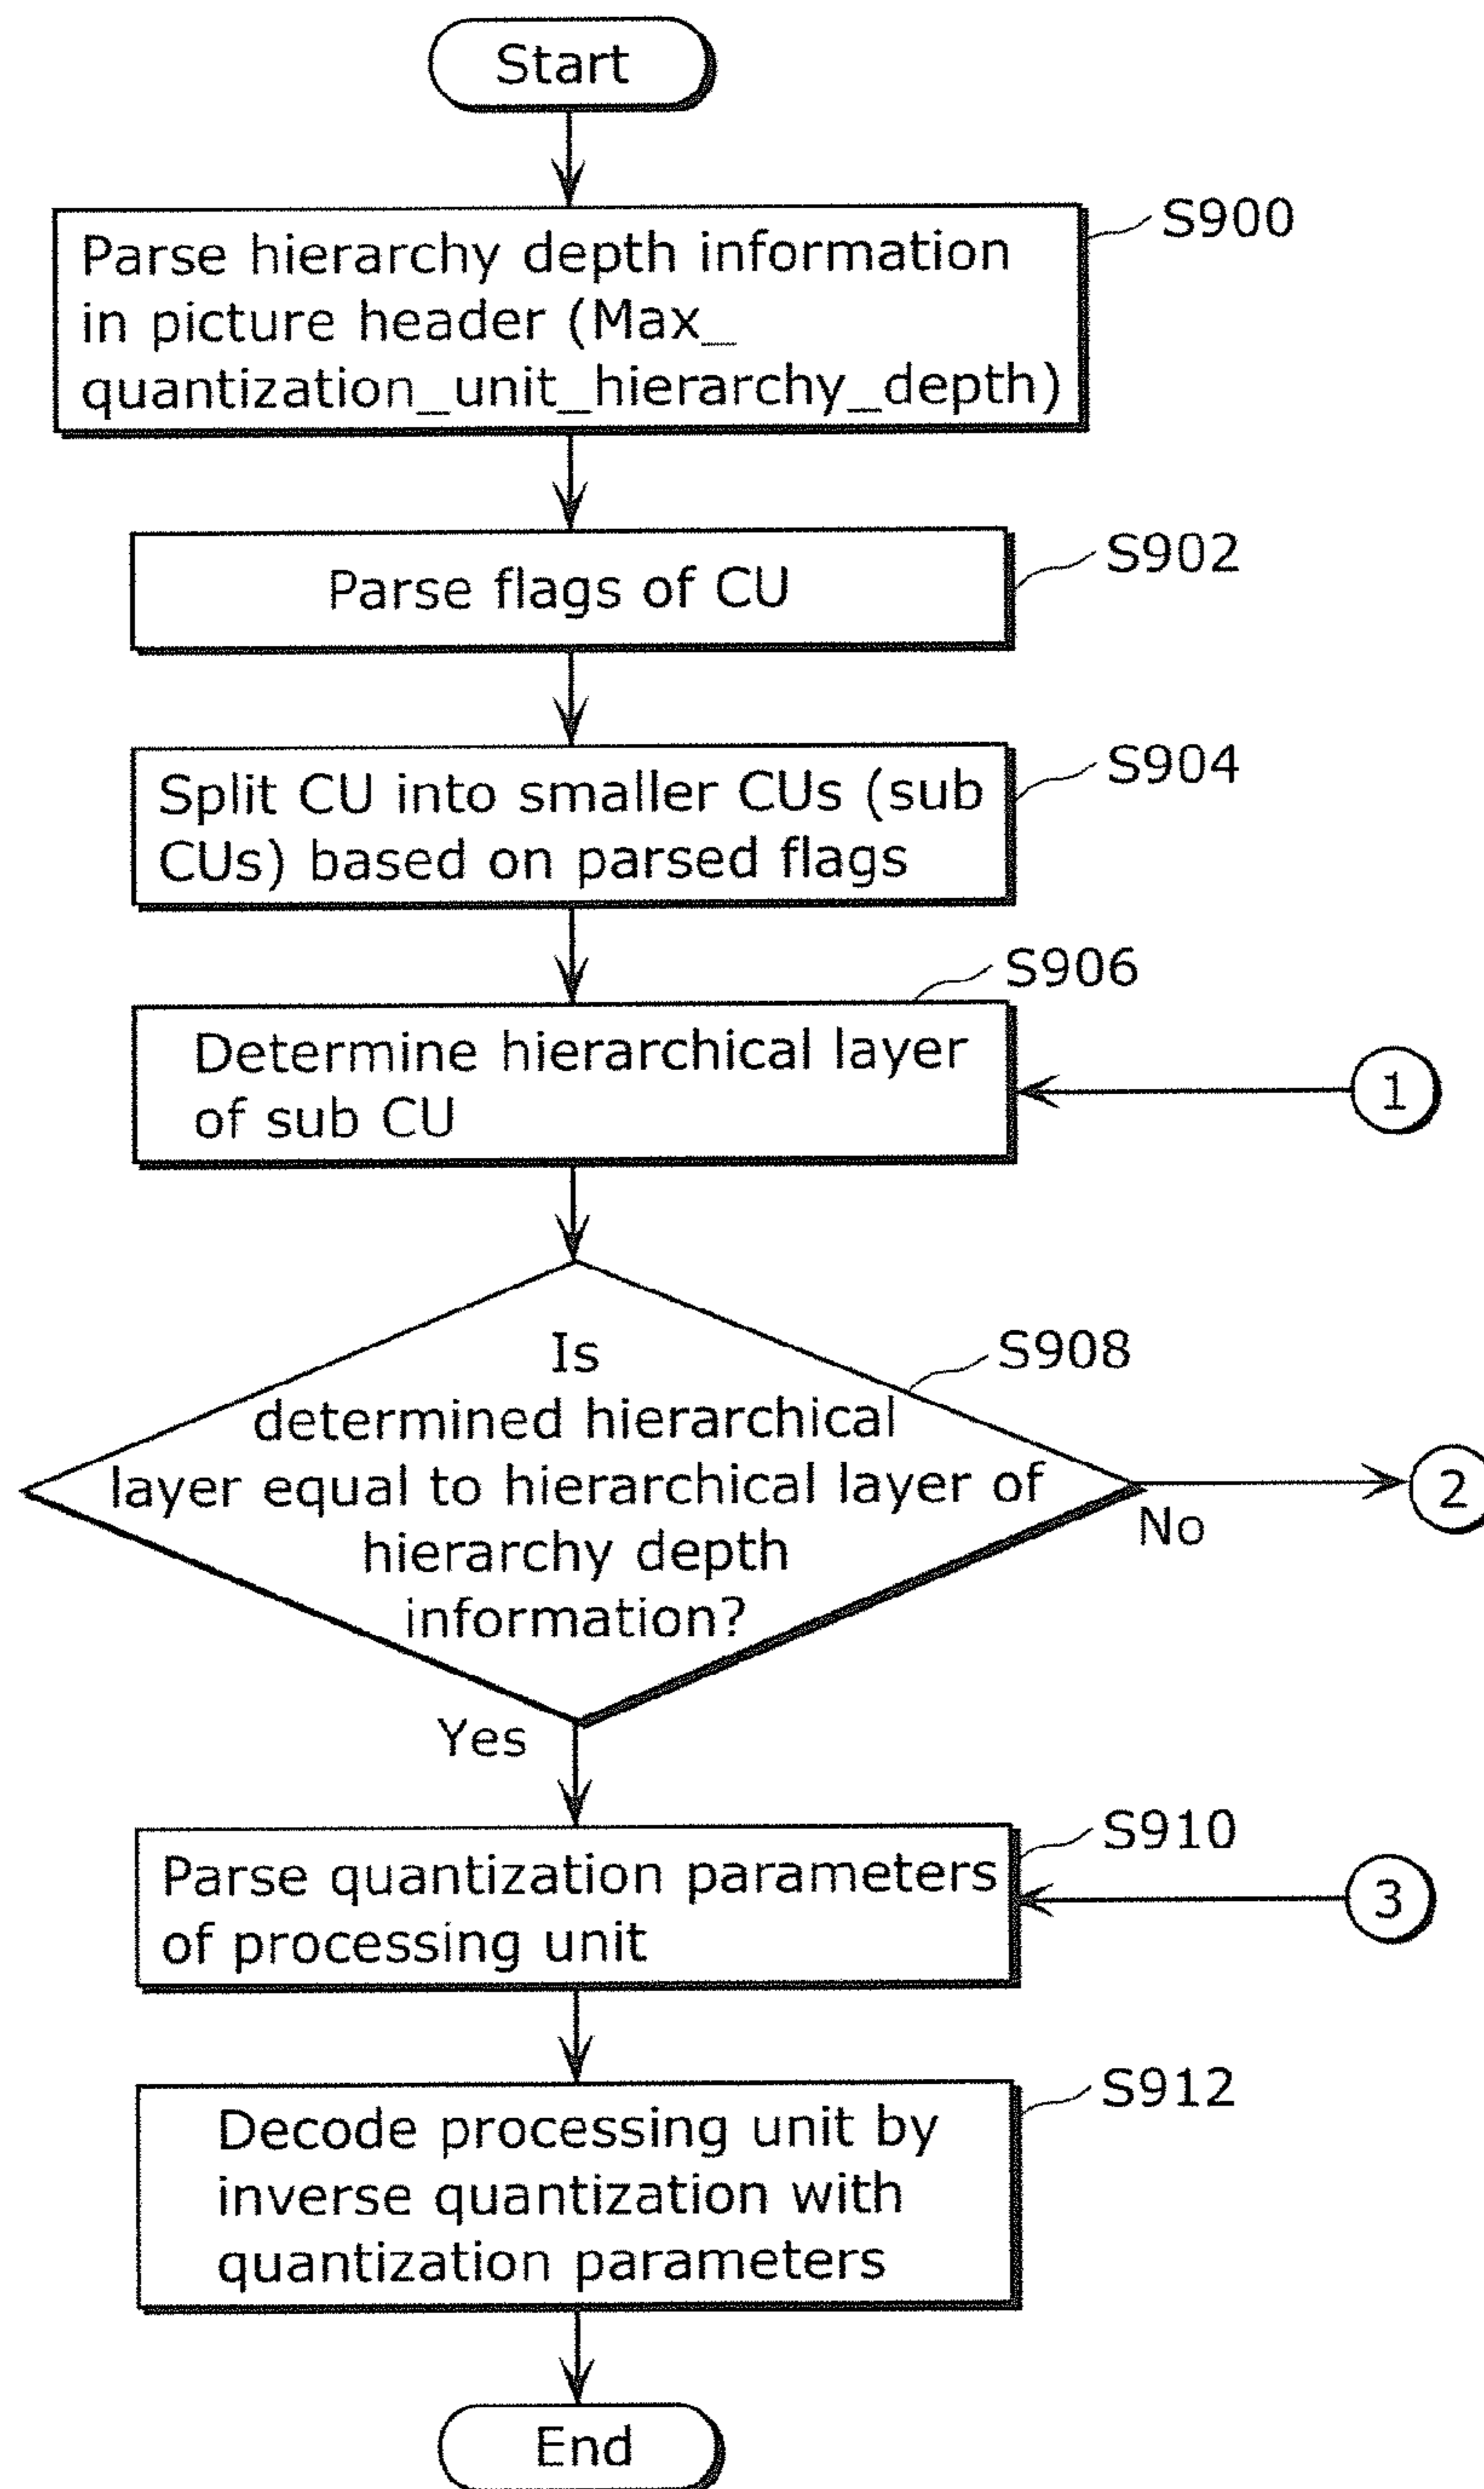 Start
S900
Parse hierarchy depth information
in picture header (Max_
quantization_unit_hierarchy_depth)
S902
Parse flags of CU
S904
Split CU into smaller CUs (sub
CUs) based on parsed flags
S906
Determine hierarchical layer
of sub CU
1
S908
Is
determined hierarchical
layer equal to hierarchical layer of
hierarchy depth
information?
No
2
Yes
S910
Parse quantization parameters
of processing unit
3
S912
Decode processing unit by
inverse quantization with
quantization parameters
End